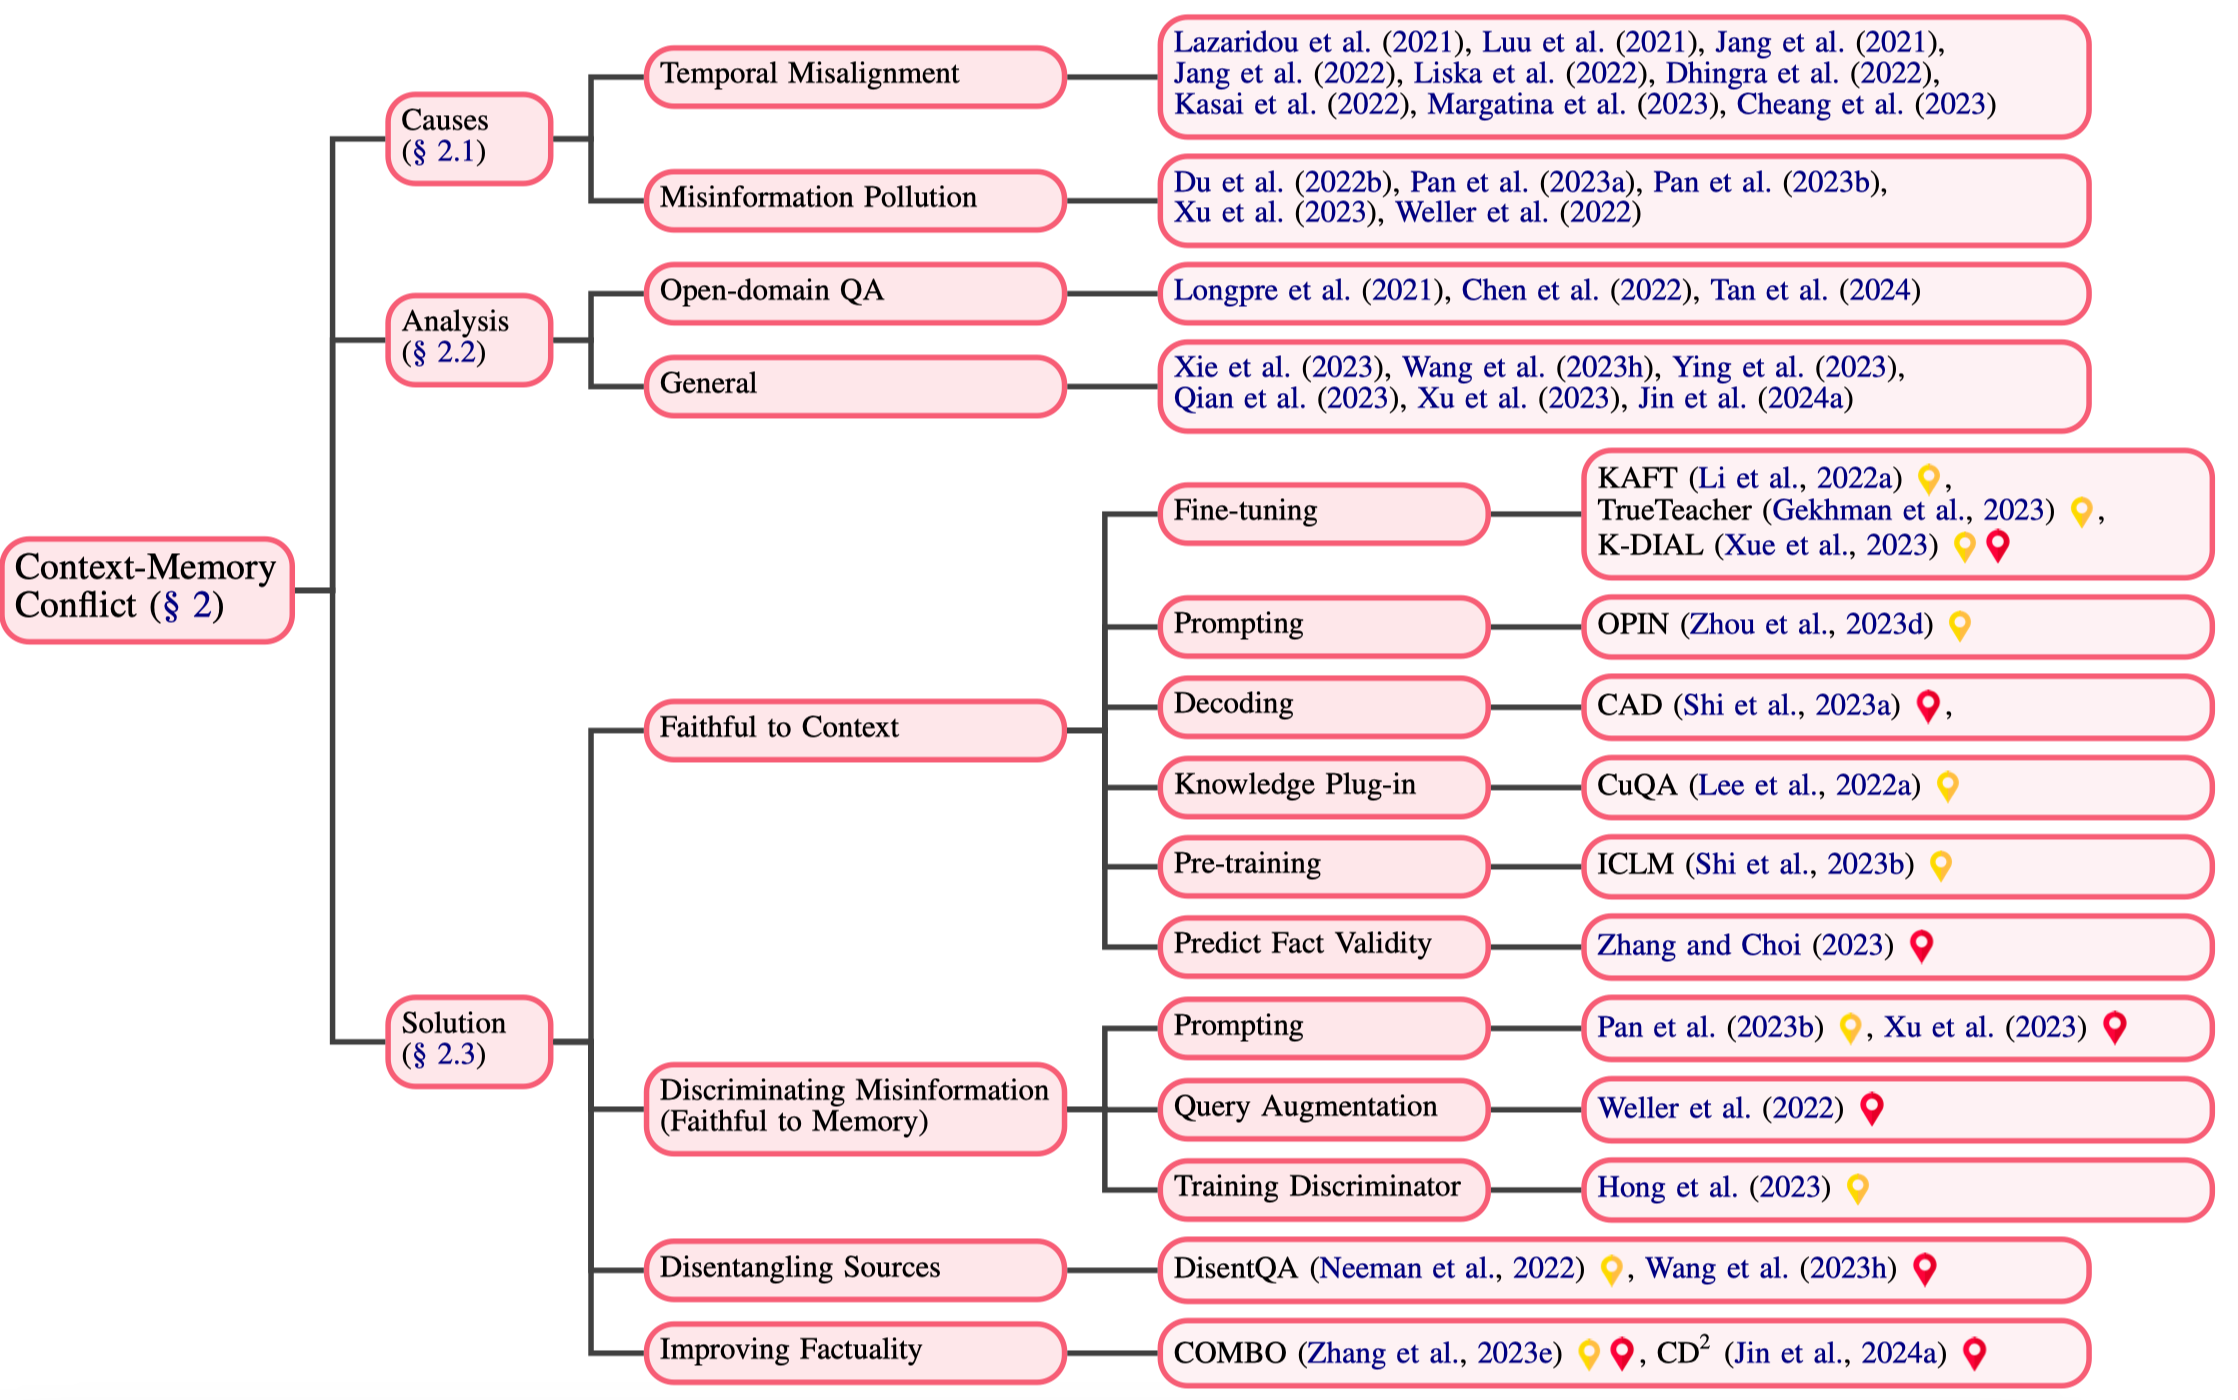 Context-Memory
Conflict (§ 2)
Causes
(§ 2.1)
Temporal Misalignment
Lazaridou et al. (2021), Luu et al. (2021), Jang et al. (2021),
Jang et al. (2022), Liska et al. (2022), Dhingra et al. (2022),
Kasai et al. (2022), Margatina et al. (2023), Cheang et al. (2023)
Misinformation Pollution
Du et al. (2022b), Pan et al. (2023a), Pan et al. (2023b),
Xu et al. (2023), Weller et al. (2022)
Analysis
(§ 2.2)
Open-domain QA
Longpre et al. (2021), Chen et al. (2022), Tan et al. (2024)
General
Xie et al. (2023), Wang et al. (2023h), Ying et al. (2023),
Qian et al. (2023), Xu et al. (2023), Jin et al. (2024a)
Solution
(§ 2.3)
Faithful to Context
Fine-tuning
KAFT (Li et al., 2022a) ,
TrueTeacher (Gekhman et al., 2023) ,
K-DIAL (Xue et al., 2023)
Prompting
OPIN (Zhou et al., 2023d)
Decoding
CAD (Shi et al., 2023a) ,
Knowledge Plug-in
CuQA (Lee et al., 2022a)
Pre-training
ICLM (Shi et al., 2023b)
Predict Fact Validity
Zhang and Choi (2023)
Discriminating Misinformation
(Faithful to Memory)
Prompting
Pan et al. (2023b) , Xu et al. (2023)
Query Augmentation
Weller et al. (2022)
Training Discriminator
Hong et al. (2023)
Disentangling Sources
DisentQA (Neeman et al., 2022) , Wang et al. (2023h)
Improving Factuality
COMBO (Zhang et al., 2023e) , CD² (Jin et al., 2024a)